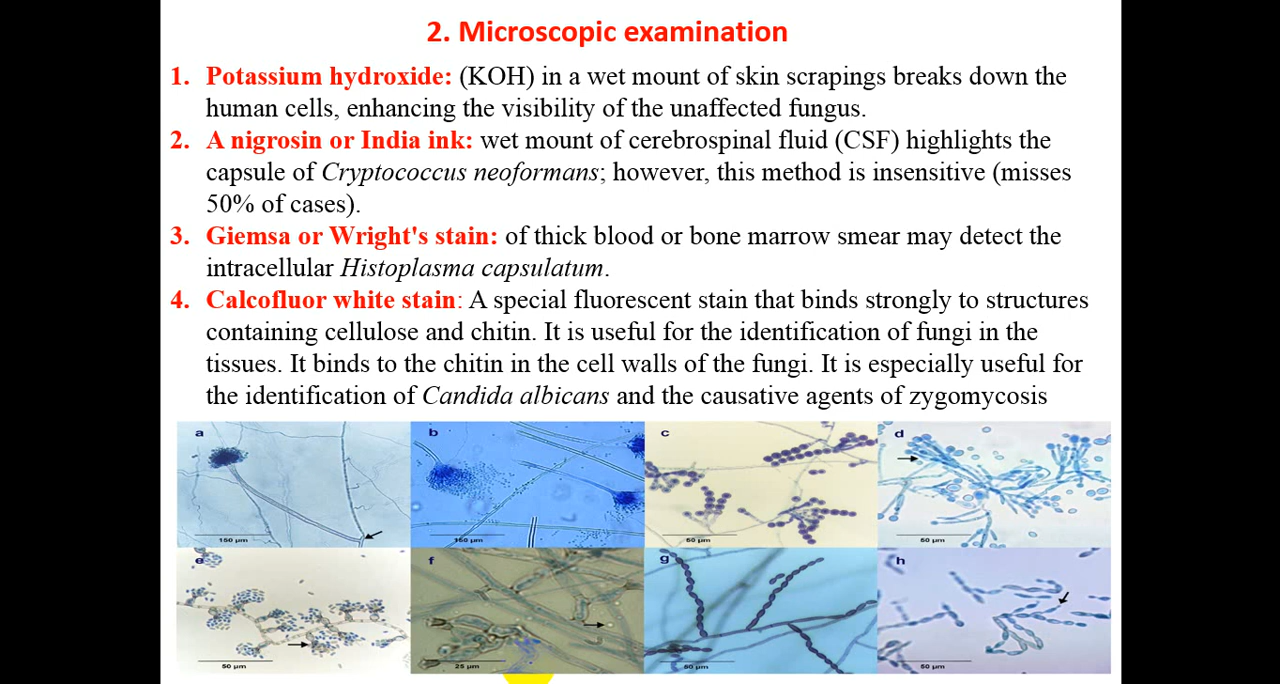 2. Microscopic examination
1. Potassium hydroxide: (KOH) in a wet mount of skin scrapings breaks down the
human cells, enhancing the visibility of the unaffected fungus.
2. A nigrosin or India ink: wet mount of cerebrospinal fluid (CSF) highlights the
capsule of Cryptococcus neoformans; however, this method is insensitive (misses
50% of cases).
3. Giemsa or Wright's stain: of thick blood or bone marrow smear may detect the
intracellular Histoplasma capsulatum.
4. Calcofluor white stain: A special fluorescent stain that binds strongly to structures
containing cellulose and chitin. It is useful for the identification of fungi in the
tissues. It binds to the chitin in the cell walls of the fungi. It is especially useful for
the identification of Candida albicans and the causative agents of zygomycosis
a
b
c
d
150 µm
150 µm
50 µm
50 µm
e
f
g
h
50 µm
25 µm
50 µm
50 µm